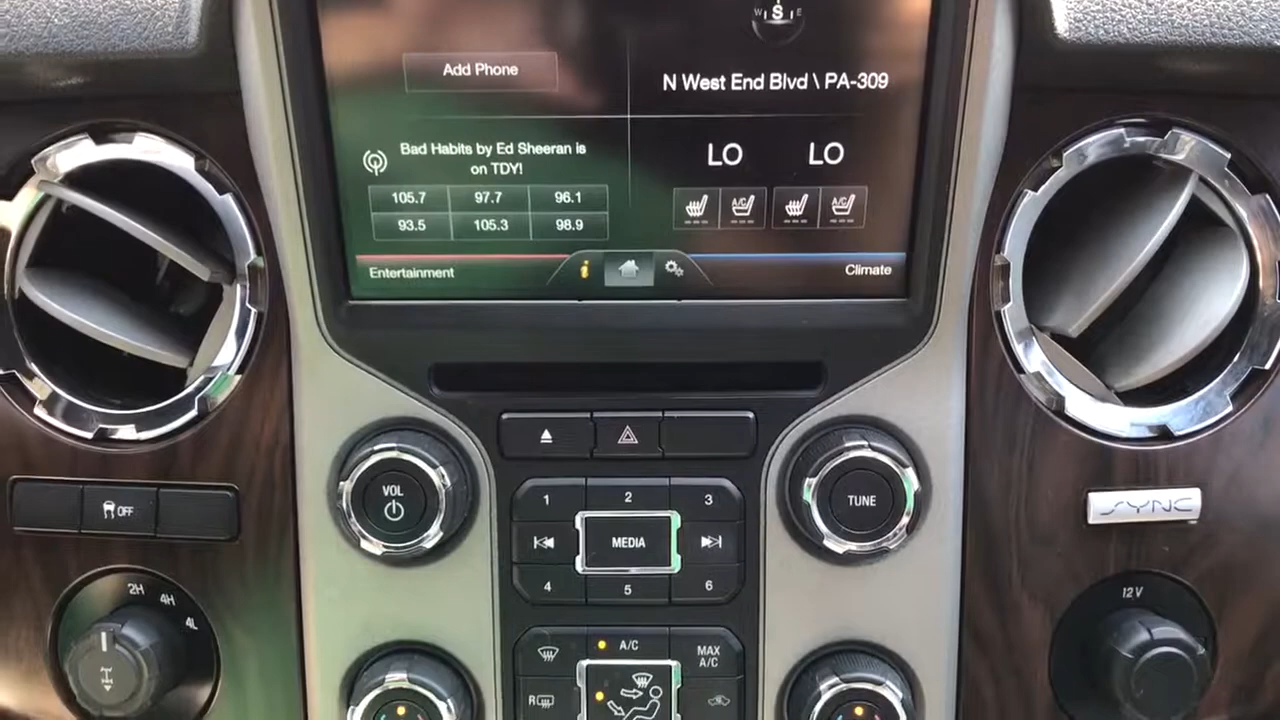 W S E
Add Phone
N West End Blvd \ PA-309
Bad Habits by Ed Sheeran is
on TDY!
LO LO
105.7 97.7 96.1
A/C A/C
93.5 105.3 98.9
Entertainment
i
Climate
VOL
TUNE
1 2 3
MEDIA
4 5 6
OFF
SYNC
2H
4H
4L
12V
A/C
MAX
A/C
R